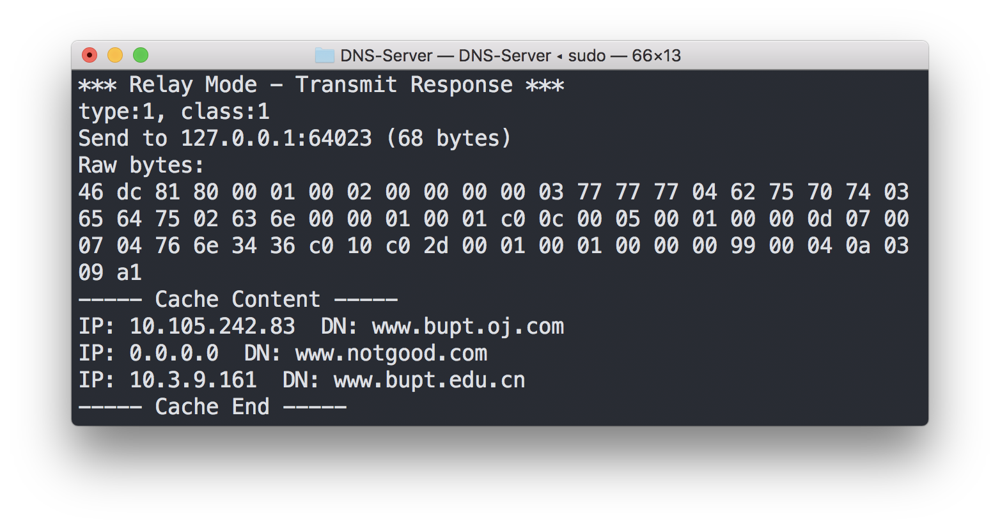 DNS-Server — DNS-Server ◂ sudo — 66×13
*** Relay Mode - Transmit Response ***
type:1, class:1
Send to 127.0.0.1:64023 (68 bytes)
Raw bytes:
46 dc 81 80 00 01 00 02 00 00 00 00 03 77 77 77 04 62 75 70 74 03
65 64 75 02 63 6e 00 00 01 00 01 c0 0c 00 05 00 01 00 00 0d 07 00
07 04 76 6e 34 36 c0 10 c0 2d 00 01 00 01 00 00 00 99 00 04 0a 03
09 a1
----- Cache Content -----
IP: 10.105.242.83  DN: www.bupt.oj.com
IP: 0.0.0.0  DN: www.notgood.com
IP: 10.3.9.161  DN: www.bupt.edu.cn
----- Cache End -----